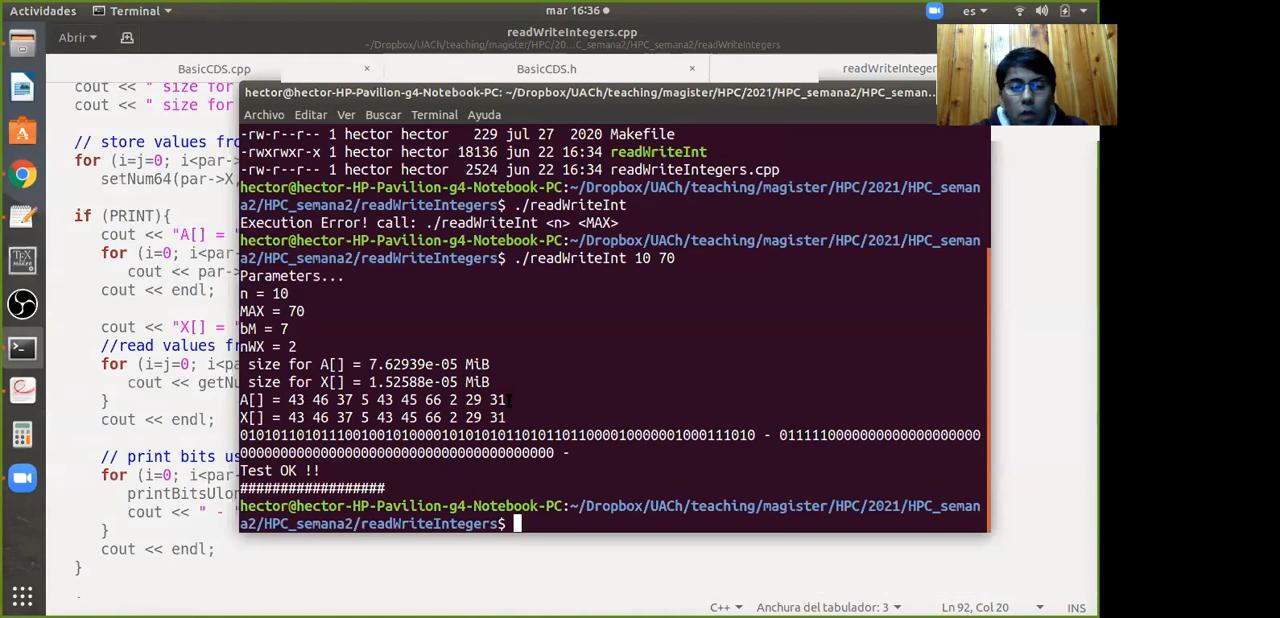 Actividades
Terminal
mar 16:36
es
Abrir
readWriteIntegers.cpp
~/Dropbox/UACh/teaching/magister/HPC/20…C_semana2/HPC_semana2/readWriteIntegers
BasicCDS.cpp ×
BasicCDS.h ×
readWriteInteger
cout << " size for
cout << " size for
// store values fro
for (i=j=0; i<par->
setNum64(par->X,
if (PRINT){
cout << "A[] = "
for (i=0; i<par-
cout << par->
cout << endl;
cout << "X[] = "
//read values fr
for (i=j=0; i<p
cout << getN
}
cout << endl;
// print bits us
for (i=0; i<par-
printBitsUlon
cout << " - "
}
cout << endl;
}
hector@hector-HP-Pavilion-g4-Notebook-PC: ~/Dropbox/UACh/teaching/magister/HPC/2021/HPC_semana2/HPC_seman…
Archivo Editar Ver Buscar Terminal Ayuda
-rw-r--r-- 1 hector hector 229 jul 27 2020 Makefile
-rwxrwxr-x 1 hector hector 18136 jun 22 16:34 readWriteInt
-rw-r--r-- 1 hector hector 2524 jun 22 16:34 readWriteIntegers.cpp
hector@hector-HP-Pavilion-g4-Notebook-PC:~/Dropbox/UACh/teaching/magister/HPC/2021/HPC_seman
a2/HPC_semana2/readWriteIntegers$ ./readWriteInt
Execution Error! call: ./readWriteInt <n> <MAX>
hector@hector-HP-Pavilion-g4-Notebook-PC:~/Dropbox/UACh/teaching/magister/HPC/2021/HPC_seman
a2/HPC_semana2/readWriteIntegers$ ./readWriteInt 10 70
Parameters...
n = 10
MAX = 70
bM = 7
nWX = 2
size for A[] = 7.62939e-05 MiB
size for X[] = 1.52588e-05 MiB
A[] = 43 46 37 5 43 45 66 2 29 31
X[] = 43 46 37 5 43 45 66 2 29 31
0101011010111001001010000101010101101011011000010000001000111010 - 0111110000000000000000000
000000000000000000000000000000000000000 -
Test OK !!
##################
hector@hector-HP-Pavilion-g4-Notebook-PC:~/Dropbox/UACh/teaching/magister/HPC/2021/HPC_seman
a2/HPC_semana2/readWriteIntegers$
C++
Anchura del tabulador: 3
Ln 92, Col 20
INS